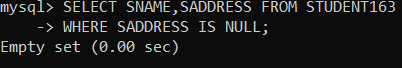 mysql> SELECT SNAME,SADDRESS FROM STUDENT163
    -> WHERE SADDRESS IS NULL;
Empty set (0.00 sec)